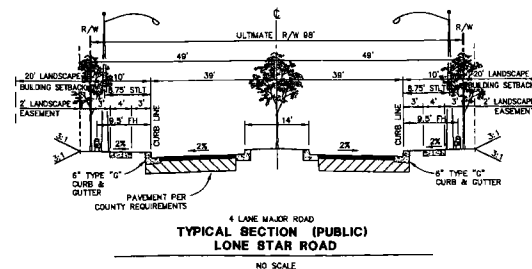 ℄
R/W
R/W
ULTIMATE R/W 98'
49'
49'
20' LANDSCAPE
BUILDING SETBACK
10'
39'
39'
10'
20' LANDSCAPE
BUILDING SETBACK
8.75' STLT
8.75' STLT
2' LANDSCAPE
EASEMENT
3'
4'
3'
3'
4'
3'
2' LANDSCAPE
EASEMENT
9.5' FH
9.5' FH
CURB LINE
CURB LINE
14'
3:1
3:1
2%
2%
2%
2%
3:1
3:1
6" TYPE "G"
CURB &
GUTTER
6" TYPE "G"
CURB & GUTTER
PAVEMENT PER
COUNTY REQUIREMENTS
4 LANE MAJOR ROAD
TYPICAL SECTION (PUBLIC)
LONE STAR ROAD
NO SCALE